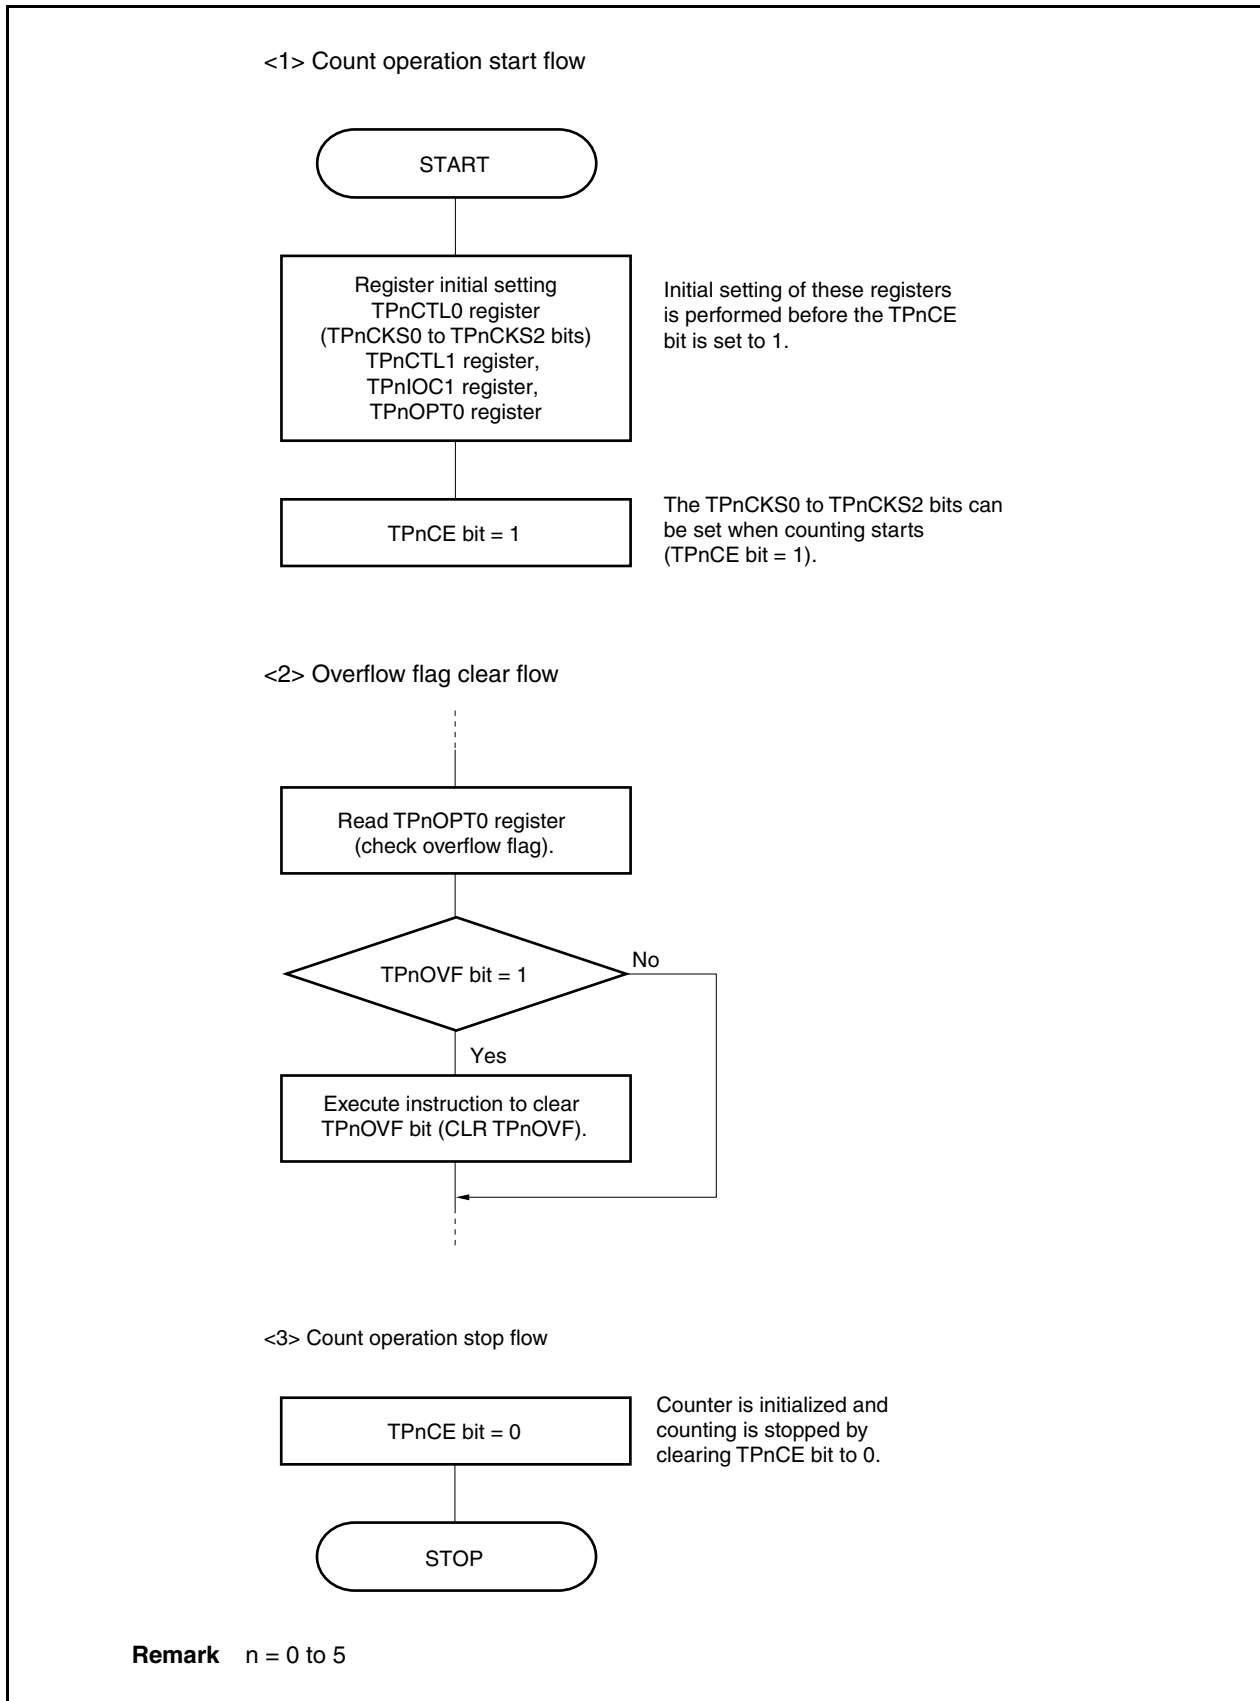 <1> Count operation start flow
START
Register initial setting
TPnCTL0 register
(TPnCKS0 to TPnCKS2 bits)
TPnCTL1 register,
TPnIOC1 register,
TPnOPT0 register
Initial setting of these registers
is performed before the TPnCE
bit is set to 1.
TPnCE bit = 1
The TPnCKS0 to TPnCKS2 bits can
be set when counting starts
(TPnCE bit = 1).
<2> Overflow flag clear flow
Read TPnOPT0 register
(check overflow flag).
TPnOVF bit = 1
No
Yes
Execute instruction to clear
TPnOVF bit (CLR TPnOVF).
<3> Count operation stop flow
TPnCE bit = 0
Counter is initialized and
counting is stopped by
clearing TPnCE bit to 0.
STOP
Remark n = 0 to 5